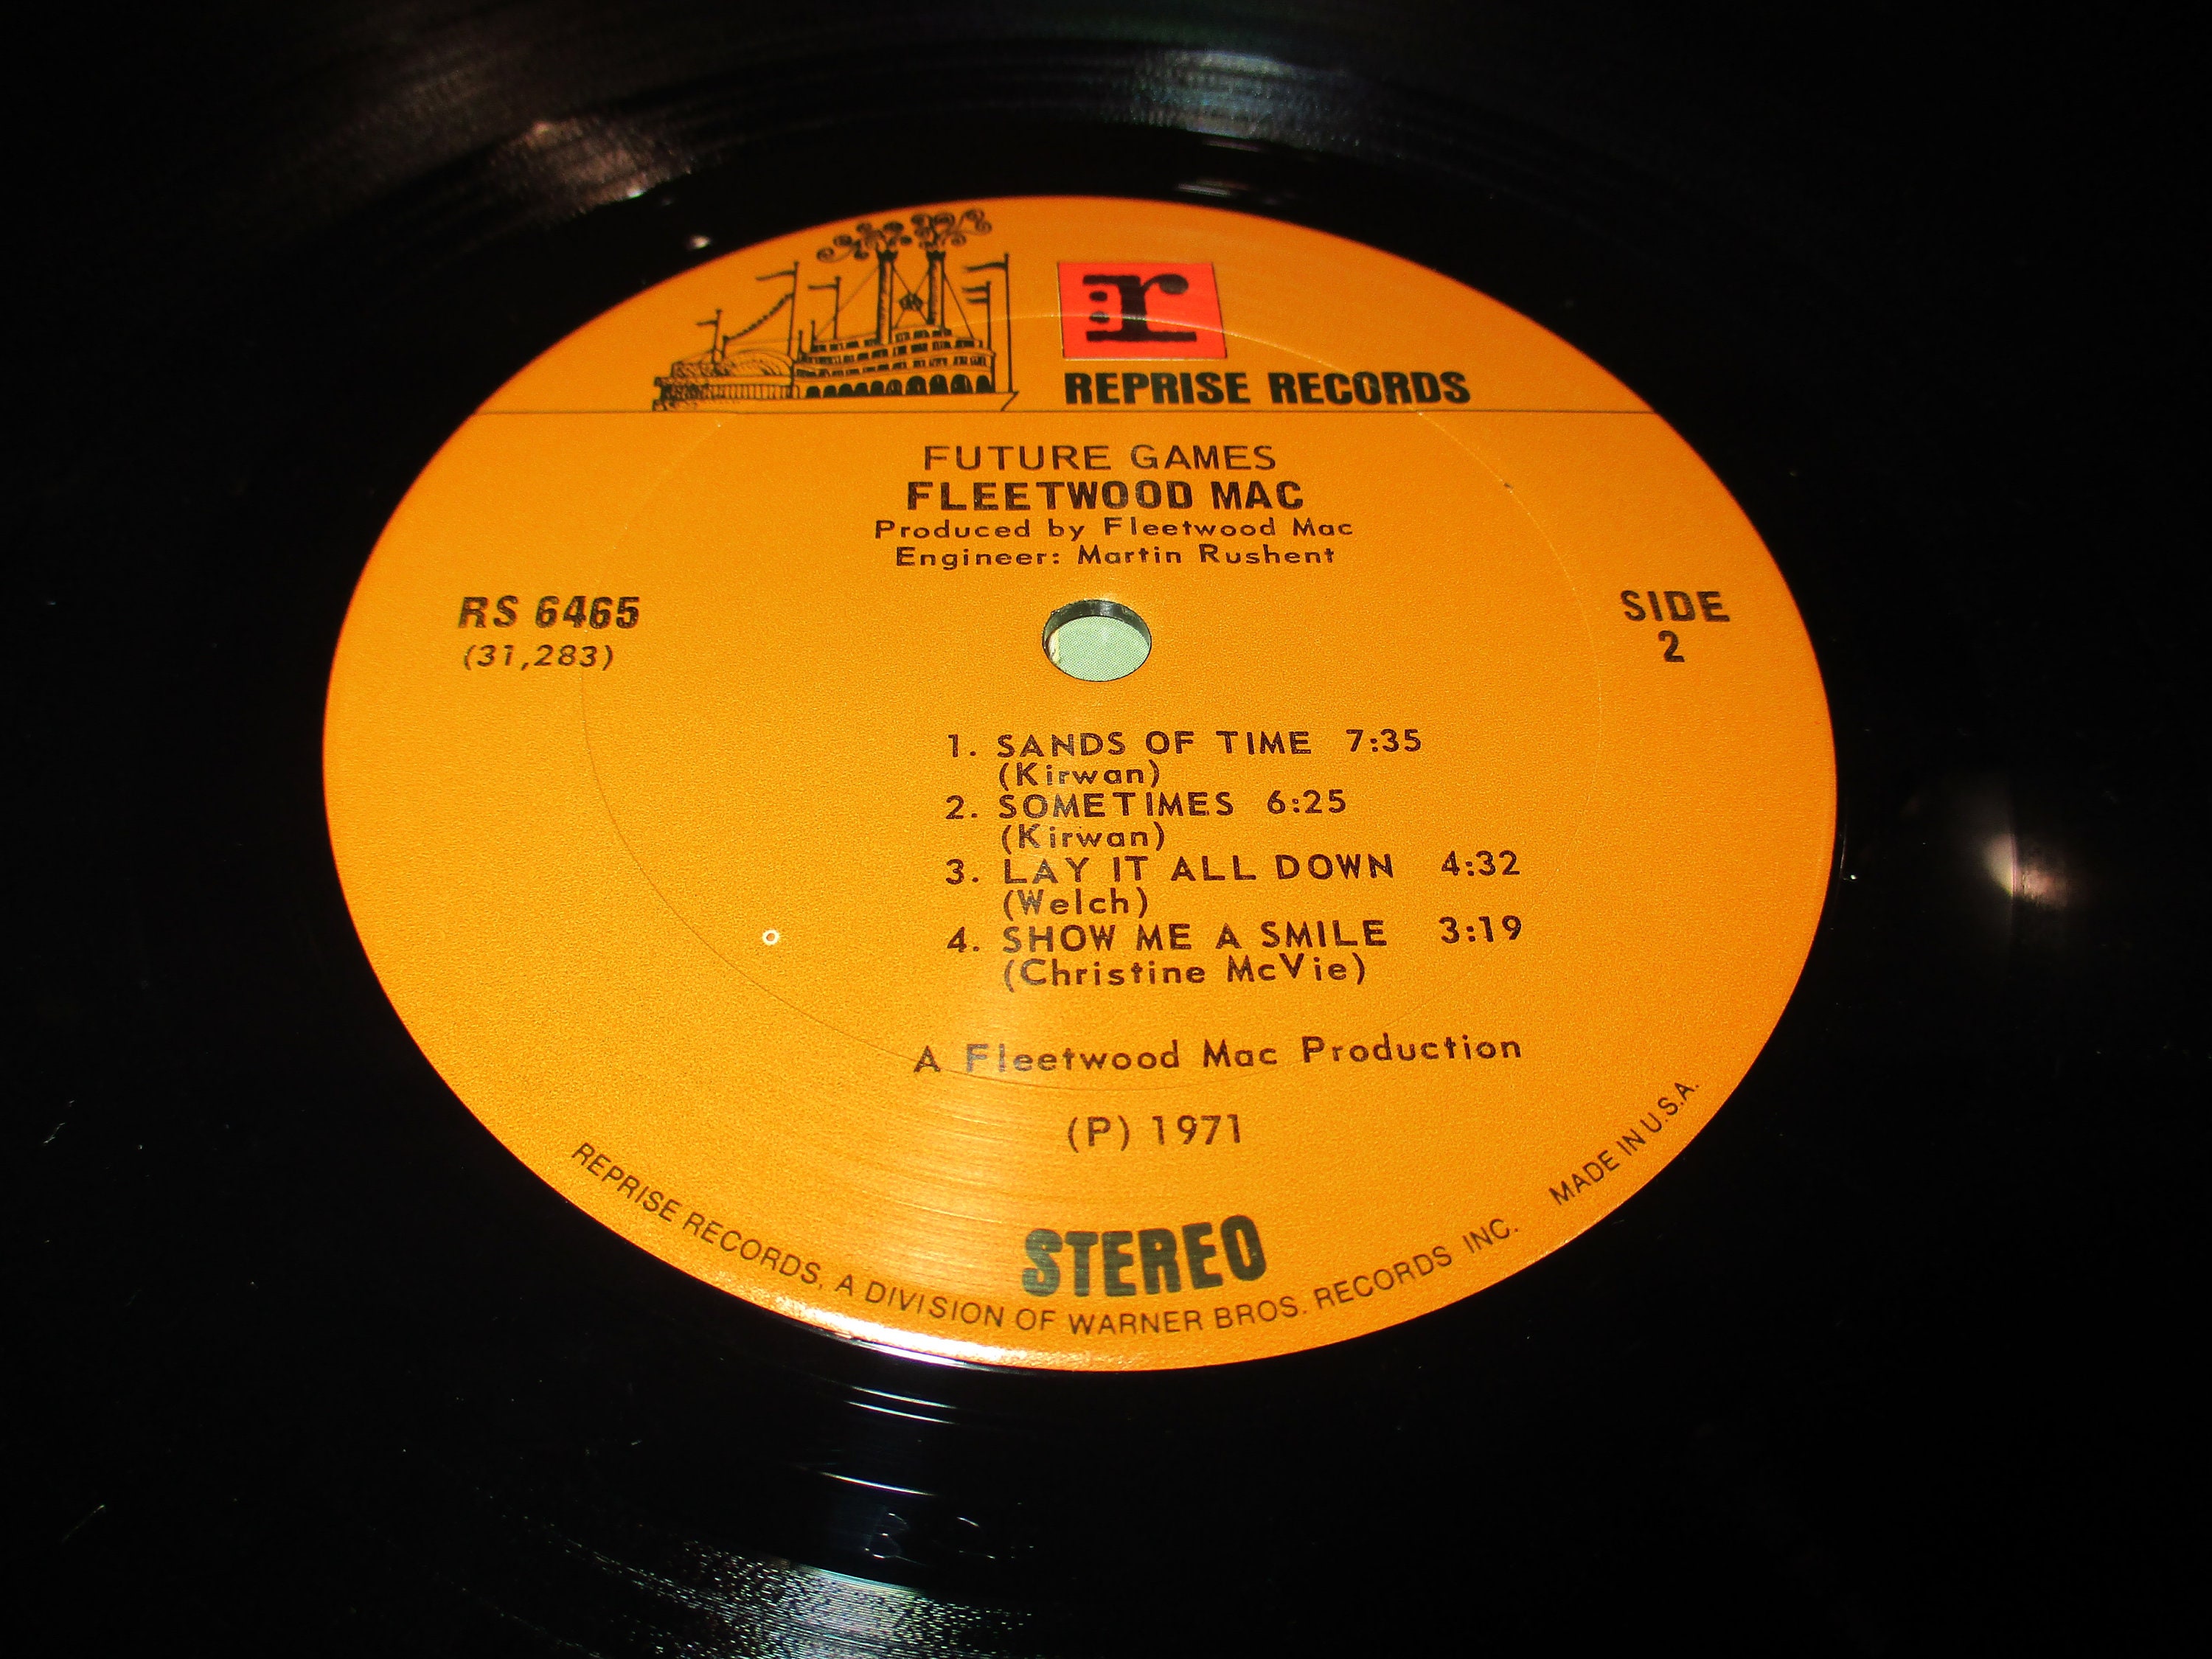 r
REPRISE RECORDS
FUTURE GAMES
FLEETWOOD MAC
Produced by Fleetwood Mac
Engineer: Martin Rushent
RS 6465
(31,283)
SIDE
2
1. SANDS OF TIME 7:35
(Kirwan)
2. SOMETIMES 6:25
(Kirwan)
3. LAY IT ALL DOWN 4:32
(Welch)
4. SHOW ME A SMILE 3:19
(Christine McVie)
A Fleetwood Mac Production
(P) 1971
STEREO
REPRISE RECORDS, A DIVISION OF WARNER BROS. RECORDS INC. MADE IN U.S.A.